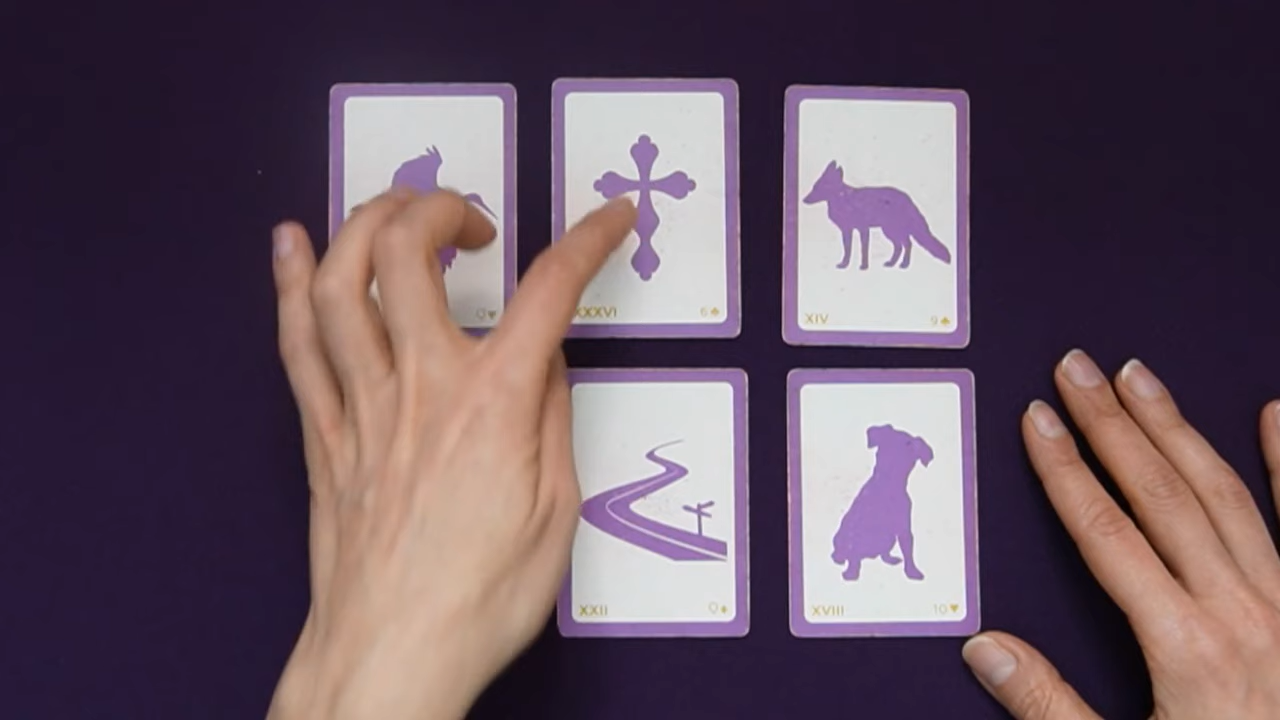 Q♥
XXXVI 6♣
XIV 9♣
XXII Q♦
XVIII 10♥